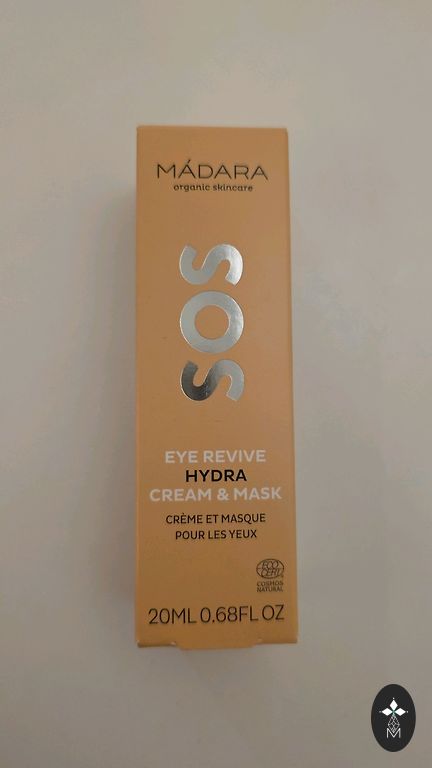 MÁDARA
organic skincare
SOS
EYE REVIVE
HYDRA
CREAM & MASK
CRÈME ET MASQUE
POUR LES YEUX
ECO
CERT
COSMOS
NATURAL
20ML 0.68FL OZ
M